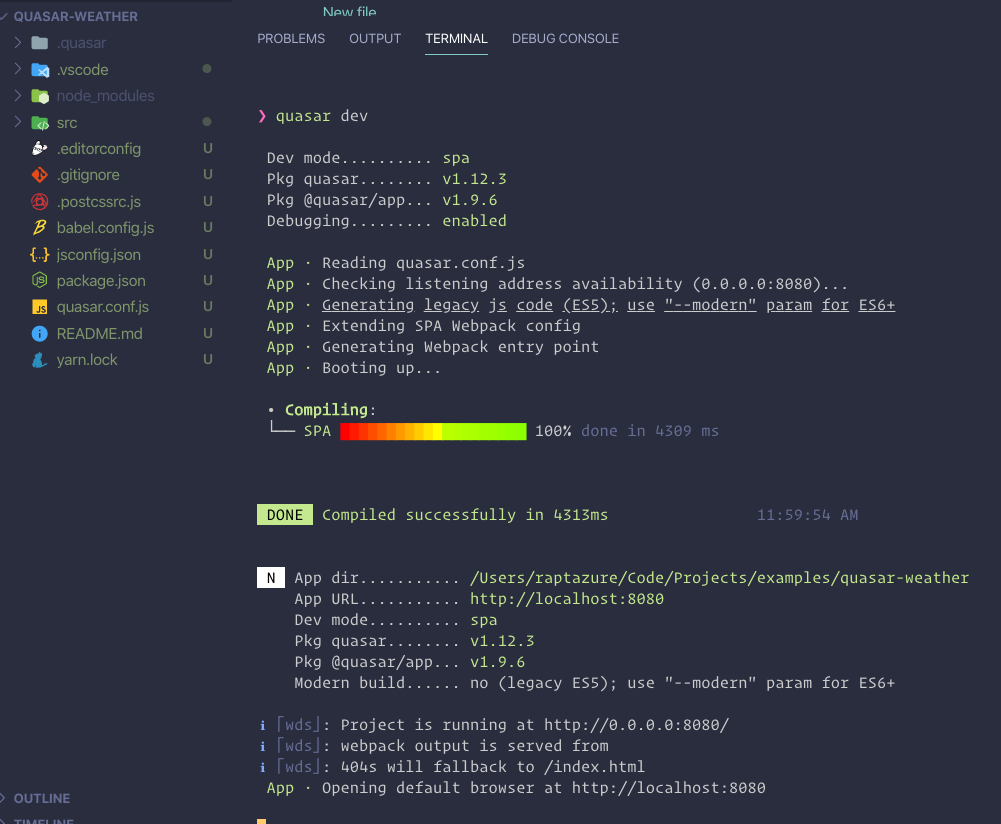 New file
QUASAR-WEATHER
.quasar
.vscode
node_modules
src
.editorconfig U
.gitignore U
.postcssrc.js U
babel.config.js U
jsconfig.json U
package.json U
quasar.conf.js U
README.md U
yarn.lock U
OUTLINE
TIMELINE
PROBLEMS OUTPUT TERMINAL DEBUG CONSOLE
❯ quasar dev
Dev mode.......... spa
Pkg quasar........ v1.12.3
Pkg @quasar/app... v1.9.6
Debugging......... enabled
App · Reading quasar.conf.js
App · Checking listening address availability (0.0.0.0:8080)...
App · Generating legacy js code (ES5); use "--modern" param for ES6+
App · Extending SPA Webpack config
App · Generating Webpack entry point
App · Booting up...
• Compiling:
└── SPA 100% done in 4309 ms
DONE Compiled successfully in 4313ms 11:59:54 AM
N App dir........... /Users/raptazure/Code/Projects/examples/quasar-weather
App URL........... http://localhost:8080
Dev mode.......... spa
Pkg quasar........ v1.12.3
Pkg @quasar/app... v1.9.6
Modern build...... no (legacy ES5); use "--modern" param for ES6+
ℹ ⌈wds⌋: Project is running at http://0.0.0.0:8080/
ℹ ⌈wds⌋: webpack output is served from
ℹ ⌈wds⌋: 404s will fallback to /index.html
App · Opening default browser at http://localhost:8080